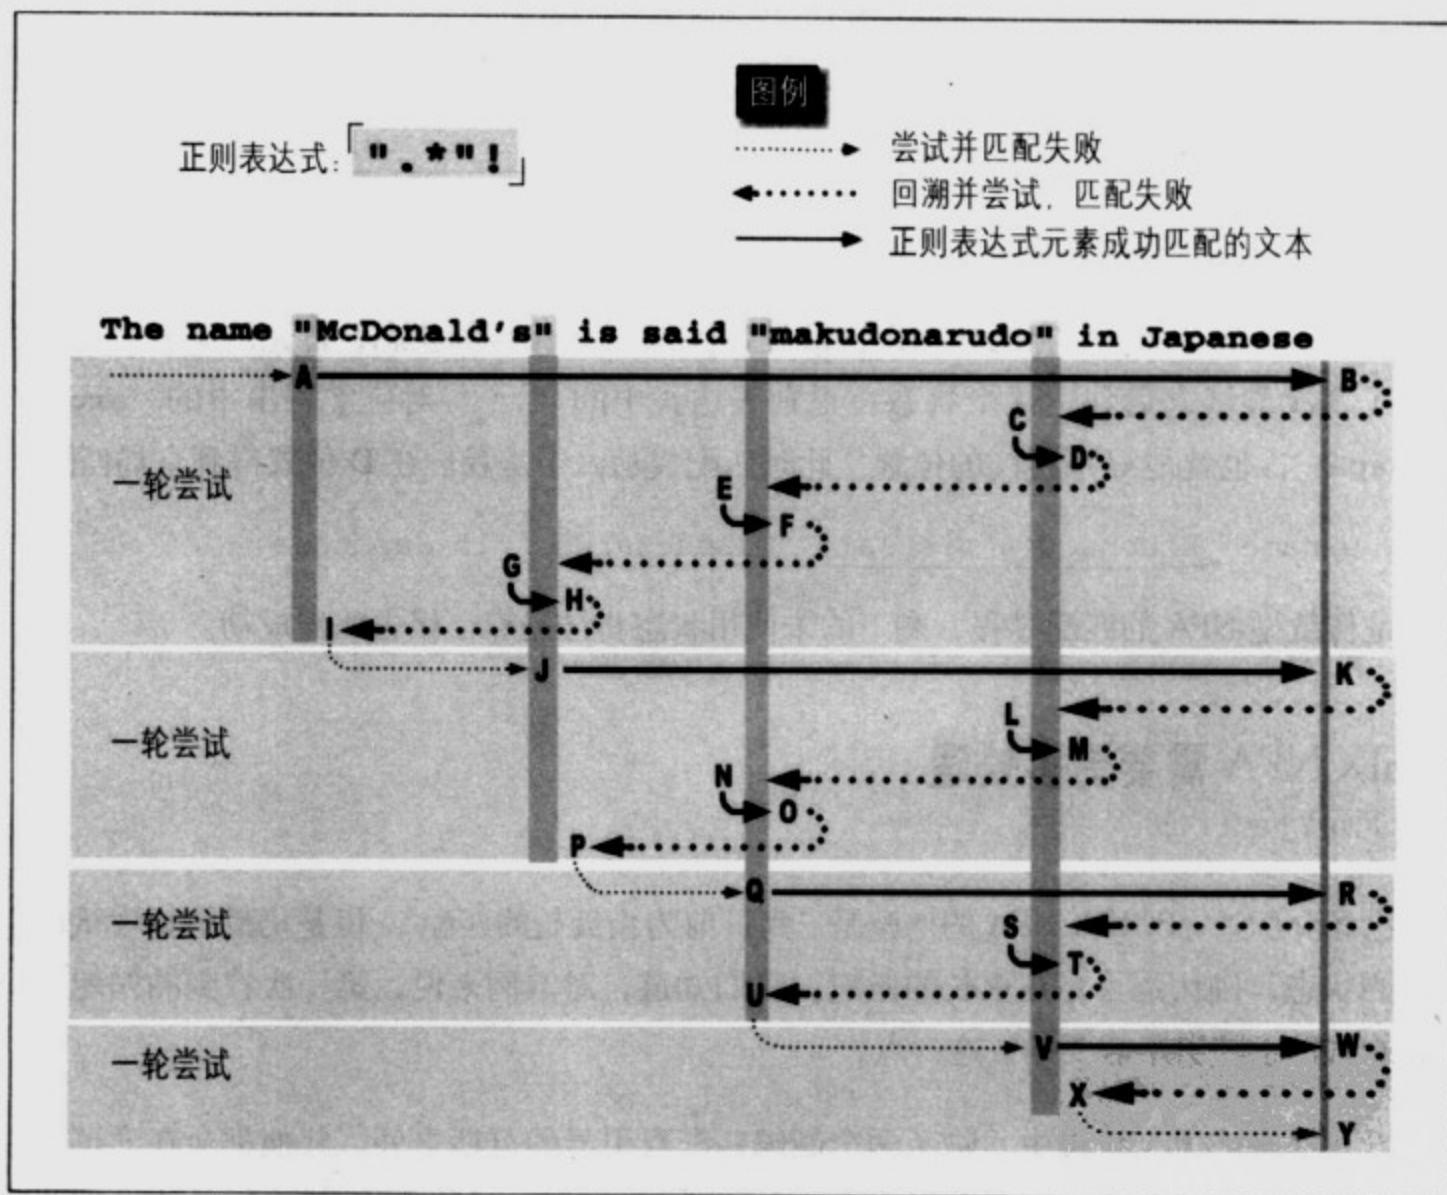 图例
正则表达式:「".*"!」
尝试并匹配失败
回溯并尝试, 匹配失败
正则表达式元素成功匹配的文本
The name "McDonald's" is said "makudonarudo" in Japanese
A B
C D
一轮尝试
E F
G H
I
J K
L M
一轮尝试
N O
P
Q R
一轮尝试
S T
U
V W
一轮尝试
X
Y